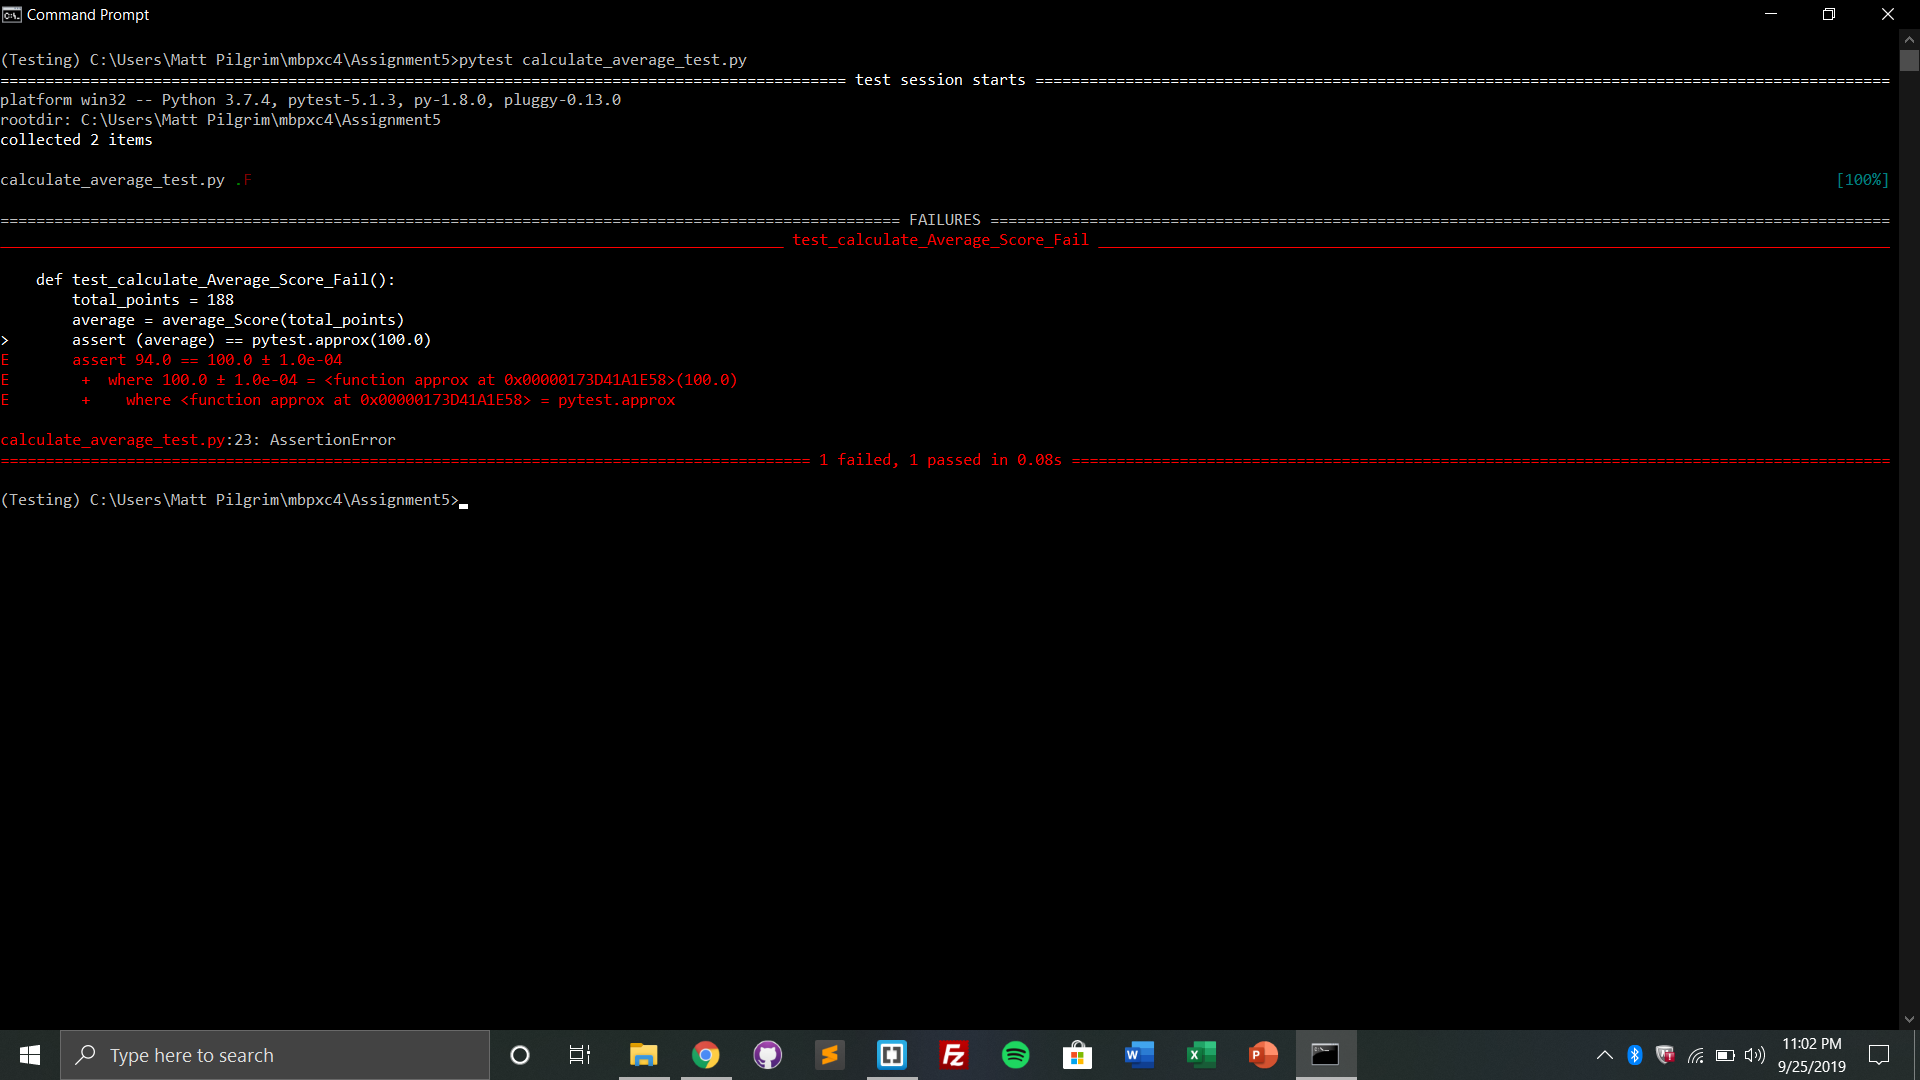 Command Prompt
(Testing) C:\Users\Matt Pilgrim\mbpxc4\Assignment5>pytest calculate_average_test.py
============================================================================================== test session starts ===============================================================================================
platform win32 -- Python 3.7.4, pytest-5.1.3, py-1.8.0, pluggy-0.13.0
rootdir: C:\Users\Matt Pilgrim\mbpxc4\Assignment5
collected 2 items
calculate_average_test.py .F [100%]
==================================================================================================== FAILURES ====================================================================================================
_______________________________________________________________________________________ test_calculate_Average_Score_Fail ________________________________________________________________________________________
    def test_calculate_Average_Score_Fail():
        total_points = 188
        average = average_Score(total_points)
>       assert (average) == pytest.approx(100.0)
E       assert 94.0 == 100.0 ± 1.0e-04
E        +  where 100.0 ± 1.0e-04 = <function approx at 0x00000173D41A1E58>(100.0)
E        +    where <function approx at 0x00000173D41A1E58> = pytest.approx
calculate_average_test.py:23: AssertionError
========================================================================================== 1 failed, 1 passed in 0.08s ===========================================================================================
(Testing) C:\Users\Matt Pilgrim\mbpxc4\Assignment5>
Type here to search
11:02 PM
9/25/2019